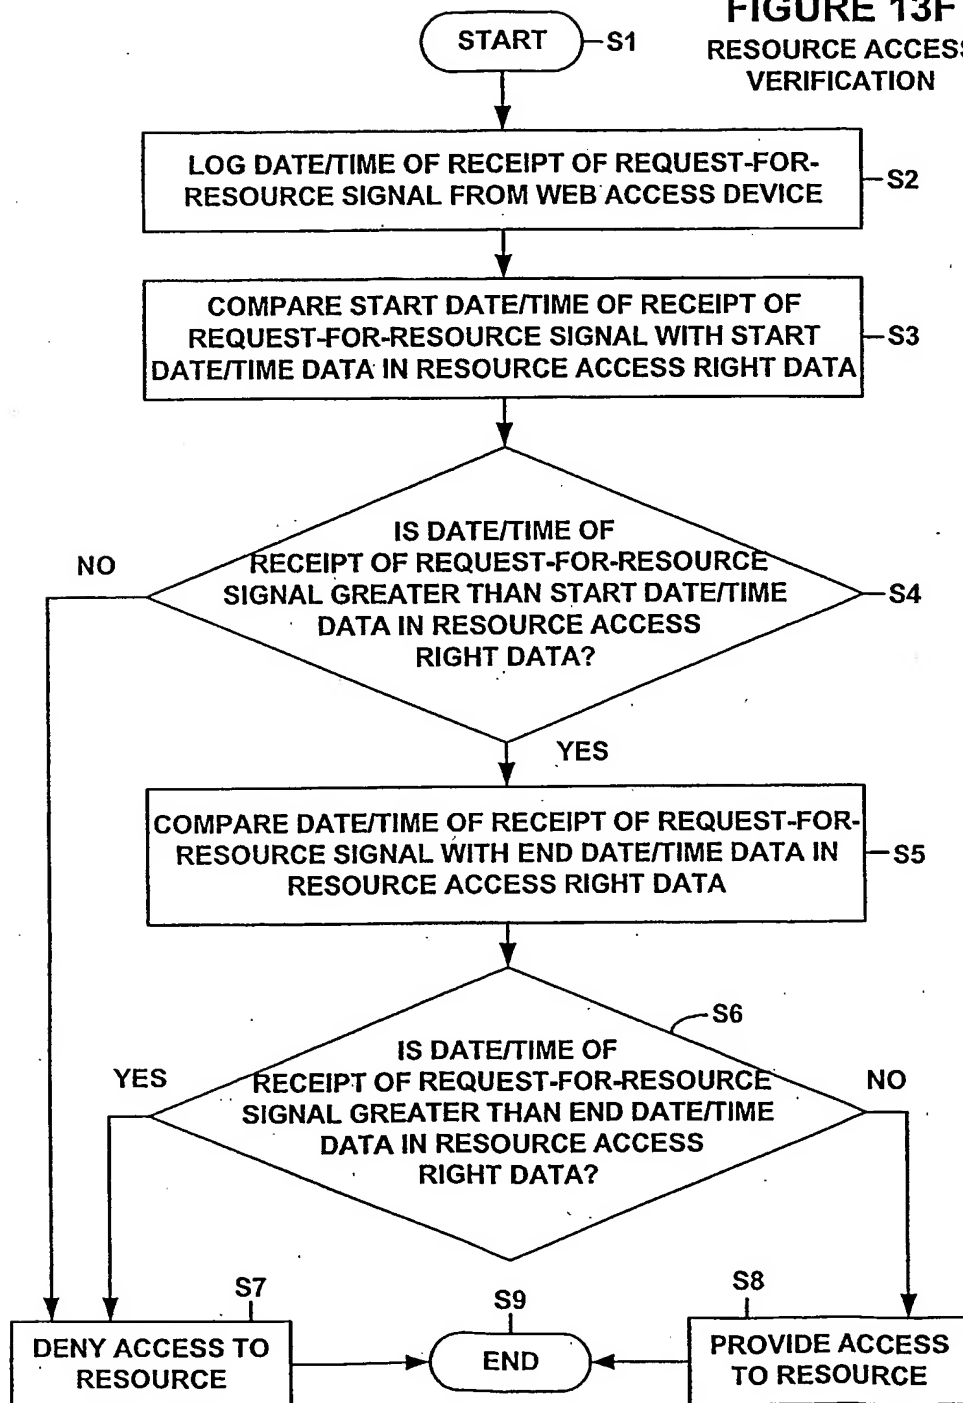 FIGURE 13F
RESOURCE ACCESS
VERIFICATION
START
S1
LOG DATE/TIME OF RECEIPT OF REQUEST-FOR-
RESOURCE SIGNAL FROM WEB ACCESS DEVICE
S2
COMPARE START DATE/TIME OF RECEIPT OF
REQUEST-FOR-RESOURCE SIGNAL WITH START
DATE/TIME DATA IN RESOURCE ACCESS RIGHT DATA
S3
IS DATE/TIME OF
RECEIPT OF REQUEST-FOR-RESOURCE
SIGNAL GREATER THAN START DATE/TIME
DATA IN RESOURCE ACCESS
RIGHT DATA?
S4
NO
YES
COMPARE DATE/TIME OF RECEIPT OF REQUEST-FOR-
RESOURCE SIGNAL WITH END DATE/TIME DATA IN
RESOURCE ACCESS RIGHT DATA
S5
S6
IS DATE/TIME OF
RECEIPT OF REQUEST-FOR-RESOURCE
SIGNAL GREATER THAN END DATE/TIME
DATA IN RESOURCE ACCESS
RIGHT DATA?
YES
NO
S7
DENY ACCESS TO
RESOURCE
S9
END
S8
PROVIDE ACCESS
TO RESOURCE